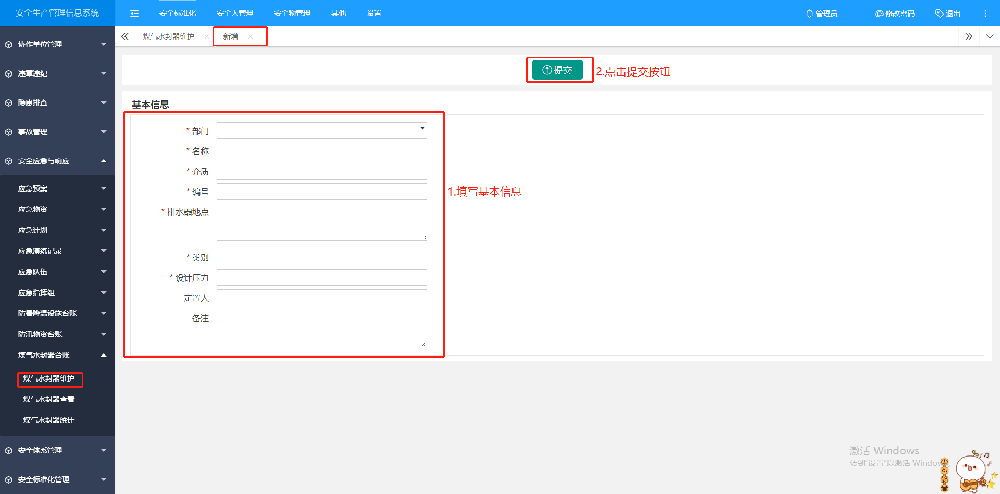 安全生产管理信息系统
安全标准化 安全人管理 安全物管理 其他 设置
管理员 修改密码 退出
煤气水封器维护 新增
协作单位管理
违章违纪
隐患排查
事故管理
安全应急与响应
应急预案
应急物资
应急计划
应急演练记录
应急队伍
应急指挥组
防暑降温设施台账
防汛物资台账
煤气水封器台账
煤气水封器维护
煤气水封器查看
煤气水封器统计
安全体系管理
安全标准化管理
提交
2.点击提交按钮
基本信息
* 部门
* 名称
* 介质
* 编号
* 排水器地点
* 类别
* 设计压力
定置人
备注
1.填写基本信息
激活 Windows
转到"设置"以激活 Windows。
中
简